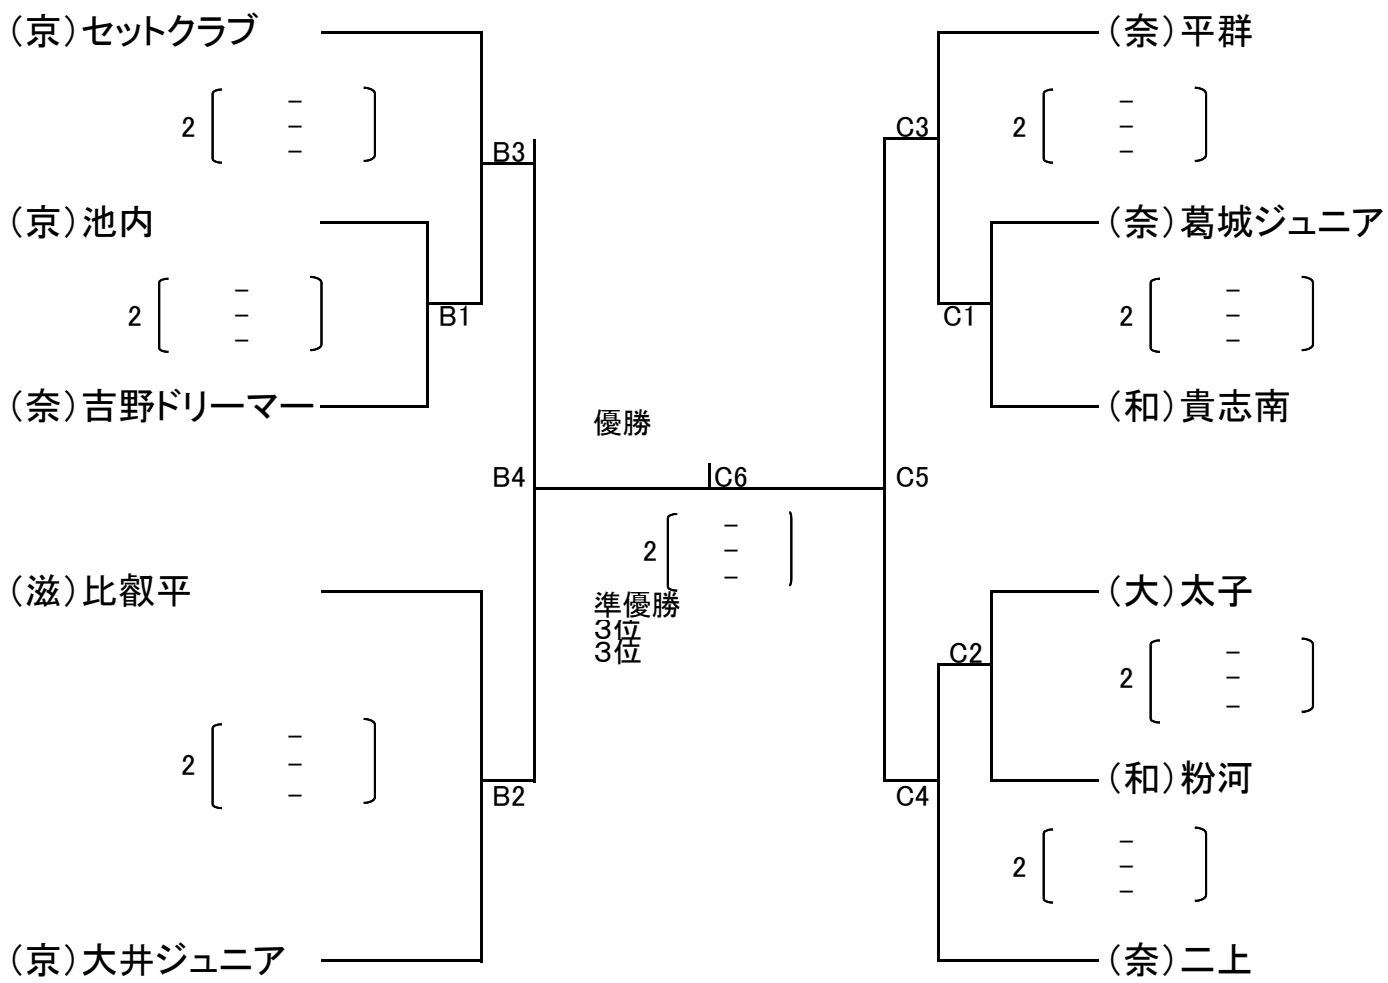 （京）セットクラブ
2 － － －
B3
（京）池内
2 － － －
B1
（奈）吉野ドリーマー
B4
（滋）比叡平
2 － － －
B2
（京）大井ジュニア
優勝
C6
2 － － －
準優勝
3位
3位
（奈）平群
C3
2 － － －
（奈）葛城ジュニア
C1
2 － － －
（和）貴志南
C5
（大）太子
C2
2 － － －
（和）粉河
C4
2 － － －
（奈）二上